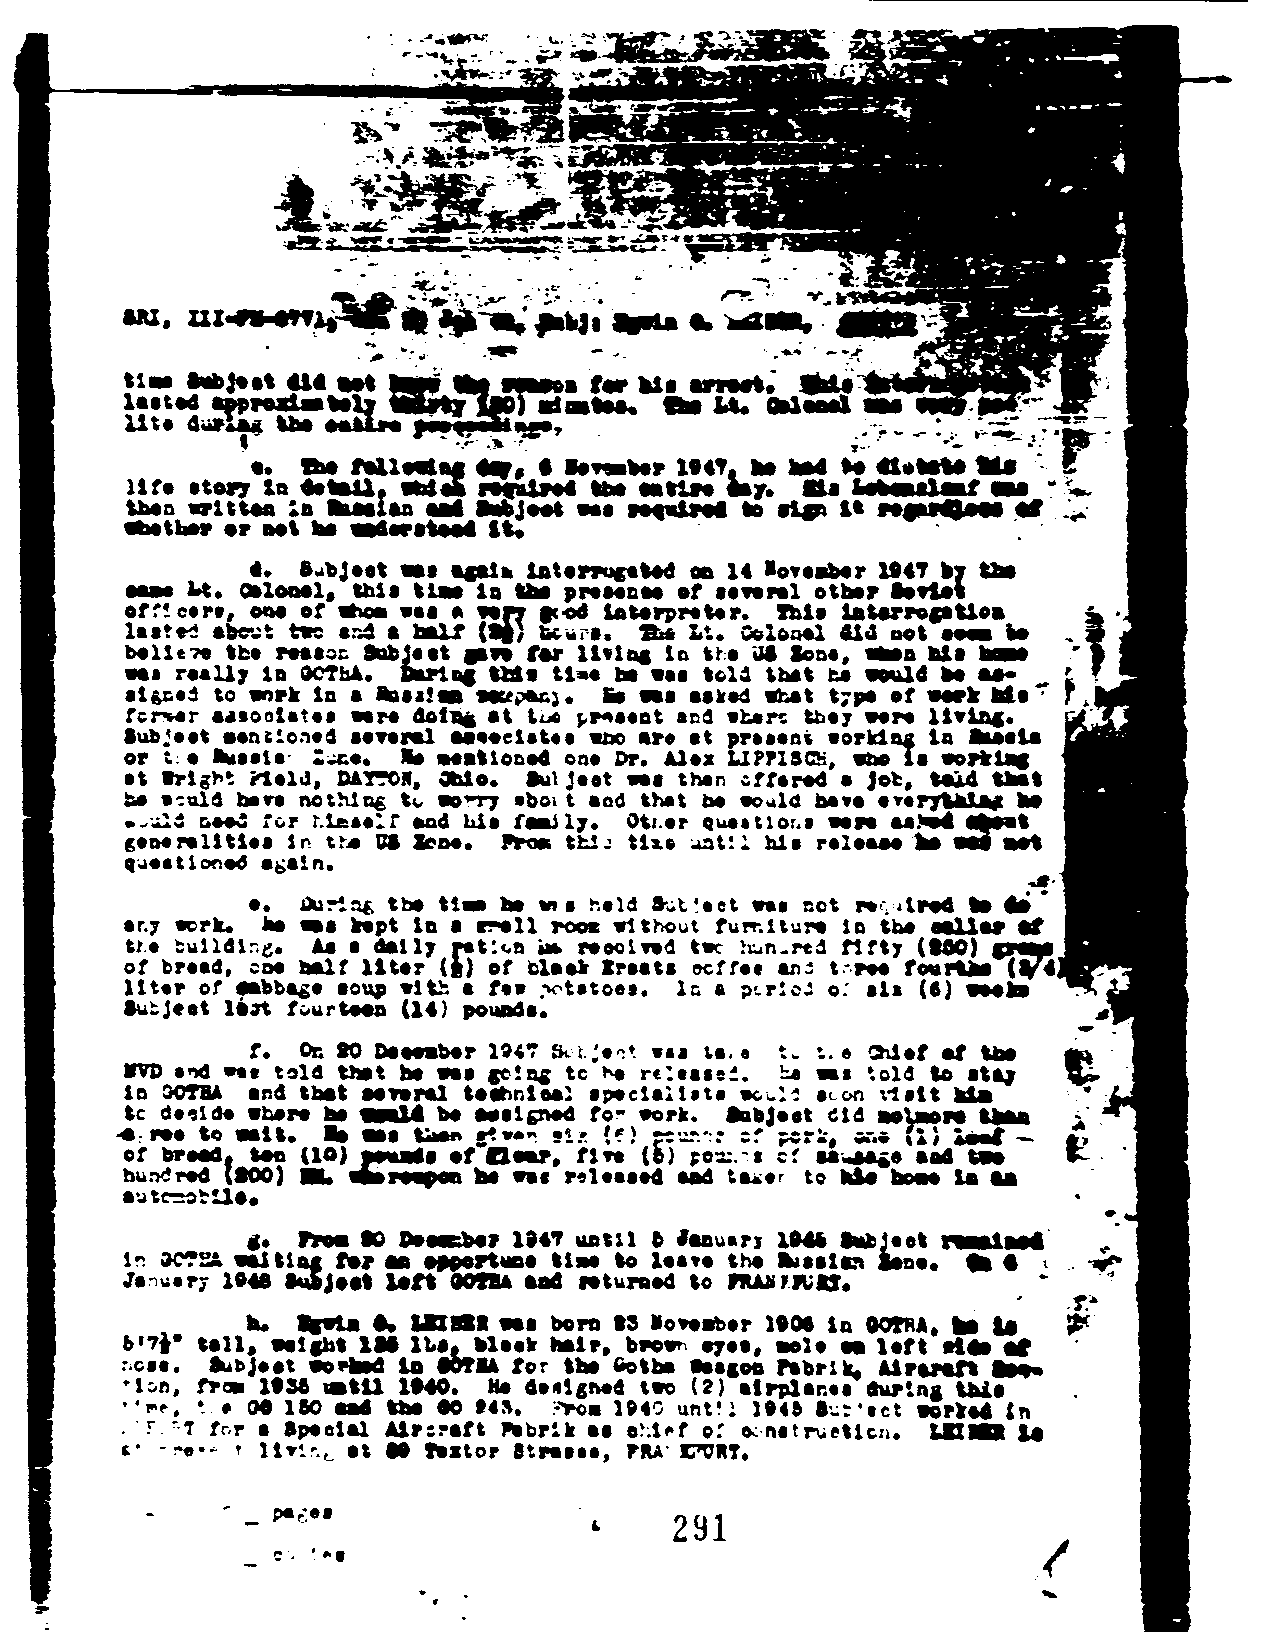 SRI, III- Subj: Egwin G. LEIBER,
time Subject did not know the reason for his arrest. This
lasted approximately thirty (30) minutes. The Lt. Colonel was very po-
lite during the entire proceedings.
c. The following day, 6 November 1947, he had to dictate his
life story in detail, which required the entire day. His Lebenslauf was
then written in Russian and Subject was required to sign it regardless of
whether or not he understood it.
d. Subject was again interrogated on 14 November 1947 by the
same Lt. Colonel, this time in the presence of several other Soviet
officers, one of whom was a very good interpreter. This interrogation
lasted about two and a half (2½) hours. The Lt. Colonel did not seem to
believe the reason Subject gave for living in the US Zone, when his home
was really in GOTHA. During this time he was told that he would be as-
signed to work in a Russian company. He was asked what type of work his
former associates were doing at the present and where they were living.
Subject mentioned several associates who are at present working in Russia
or the Russian Zone. He mentioned one Dr. Alex LIPPISCH, who is working
at Wright Field, DAYTON, Ohio. Subject was then offered a job, told that
he would have nothing to worry about and that he would have everything he
would need for himself and his family. Other questions were asked about
generalities in the US Zone. From this time until his release he was not
questioned again.
e. During the time he was held Subject was not required to do
any work. He was kept in a small room without furniture in the cellar of
the building. As a daily ration he received two hundred fifty (250) grams
of bread, one half liter (½) of black Ersats coffee and three fourths (3/4)
liter of cabbage soup with a few potatoes. In a period of six (6) weeks
Subject lost fourteen (14) pounds.
f. On 20 December 1947 Subject was taken to the Chief of the
MVD and was told that he was going to be released. He was told to stay
in GOTHA and that several technical specialists would soon visit him
to decide where he would be assigned for work. Subject did no more than
agree to wait. He was then given six (6) pounds of pork, one (1) loaf
of bread, ten (10) pounds of flour, five (5) pounds of sausage and two
hundred (200) RM. whereupon he was released and taken to his home in an
automobile.
g. From 20 December 1947 until 5 January 1948 Subject remained
in GOTHA waiting for an opportune time to leave the Russian Zone. On 6
January 1948 Subject left GOTHA and returned to FRANKFURT.
h. Egwin G. LEIBER was born 23 November 1906 in GOTHA, he is
5'7½" tall, weight 125 lbs, black hair, brown eyes, mole on left side of
nose. Subject worked in GOTHA for the Gotha Waggon Fabrik, Aircraft Sec-
tion, from 1935 until 1940. He designed two (2) airplanes during this
time, the GO 150 and the GO 243. From 1940 until 1945 Subject worked in
for a Special Aircraft Fabrik as chief of construction. LEIBER is
at present living at Textor Strasse, FRANKFURT.
pages
copies
291